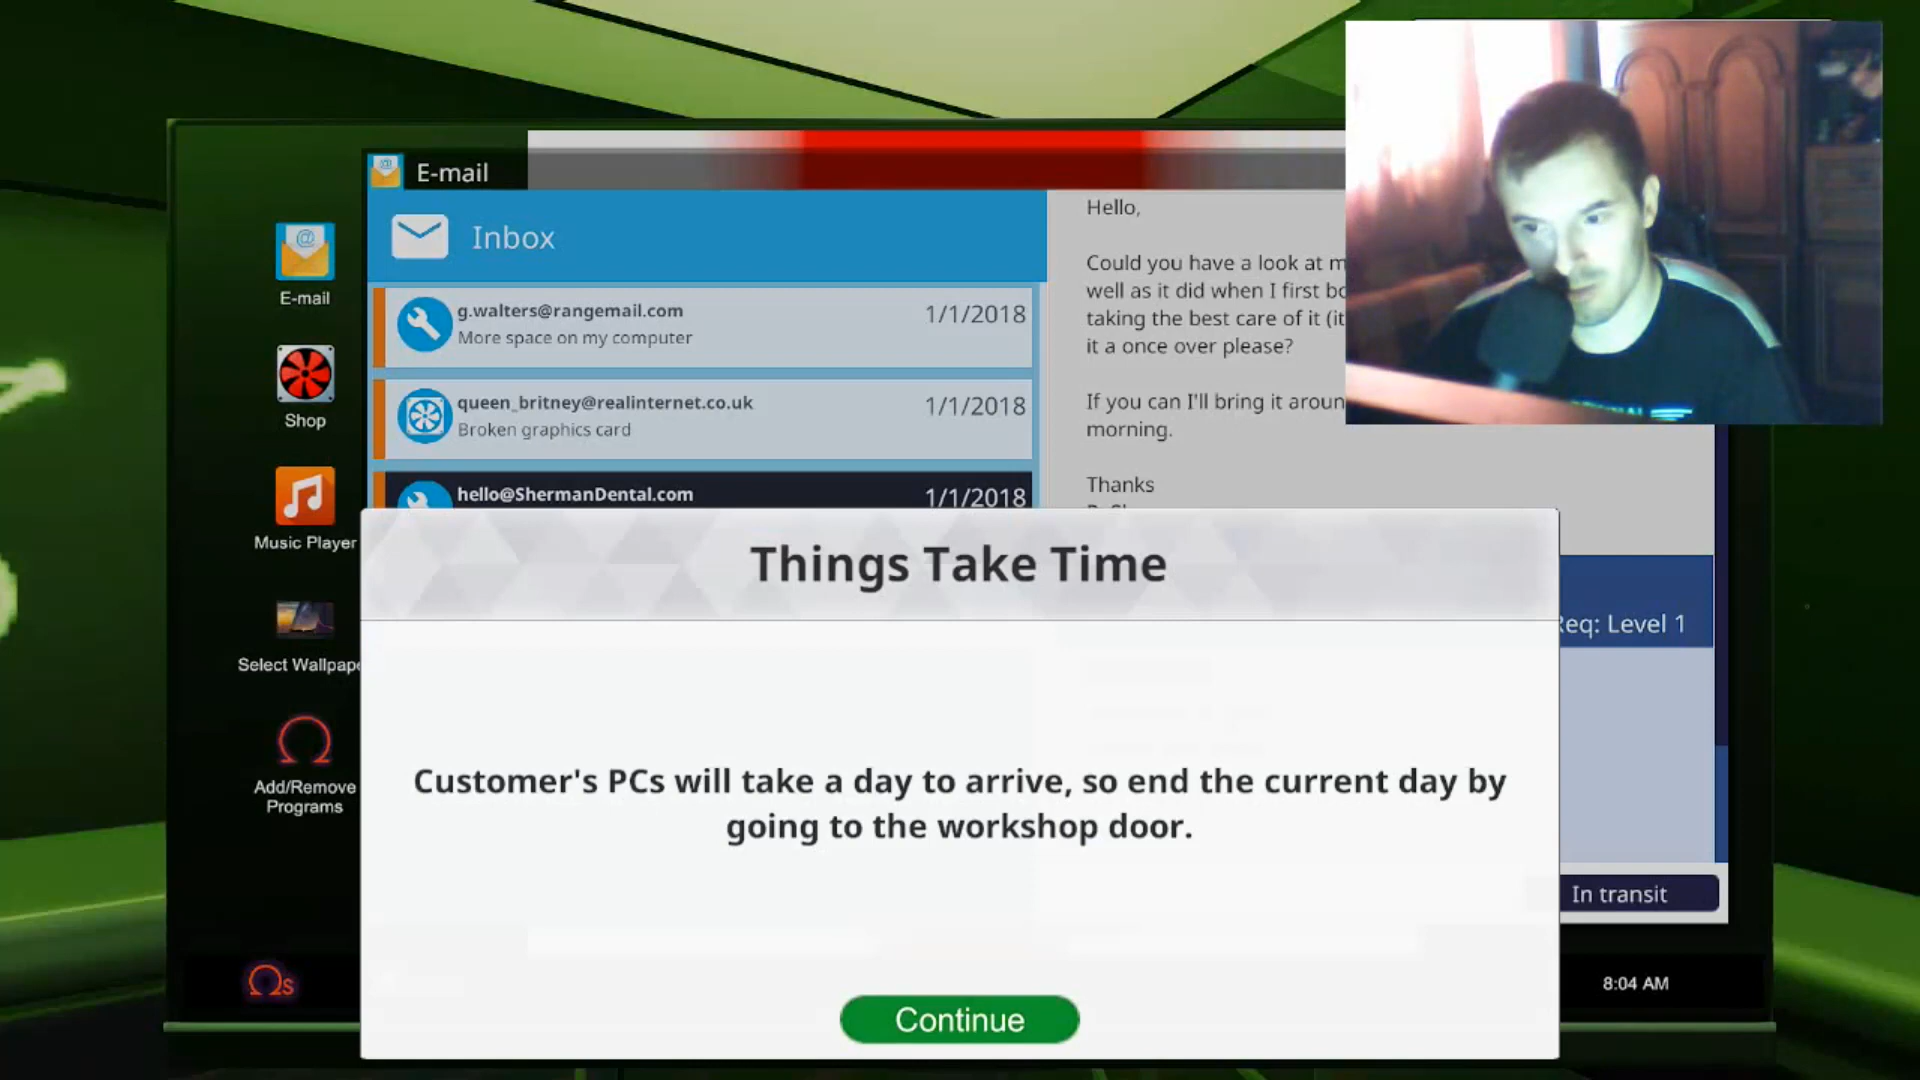 E-mail
Inbox
g.walters@rangemail.com
1/1/2018
More space on my computer
queen_britney@realinternet.co.uk
1/1/2018
Broken graphics card
hello@ShermanDental.com
1/1/2018
Hello,
Could you have a look at
well as it did when I first
taking the best care of it (it
it a once over please?
If you can I'll bring it
morning.
Thanks
E-mail
Shop
Music Player
Select
Add/Remove
Programs
Ωs
Things Take Time
Customer's PCs will take a day to arrive, so end the current day by
going to the workshop door.
Continue
Req: Level 1
In transit
8:04 AM